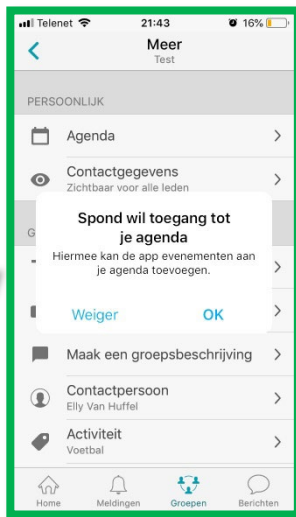 Telenet 21:43 16%
Meer
Test
PERSOONLIJK
Agenda
Contactgegevens
Zichtbaar voor alle leden
G
Spond wil toegang tot
je agenda
Hiermee kan de app evenementen aan
je agenda toevoegen.
Weiger OK
Maak een groepsbeschrijving
Contactpersoon
Elly Van Huffel
Activiteit
Voetbal
Home Meldingen Groepen Berichten